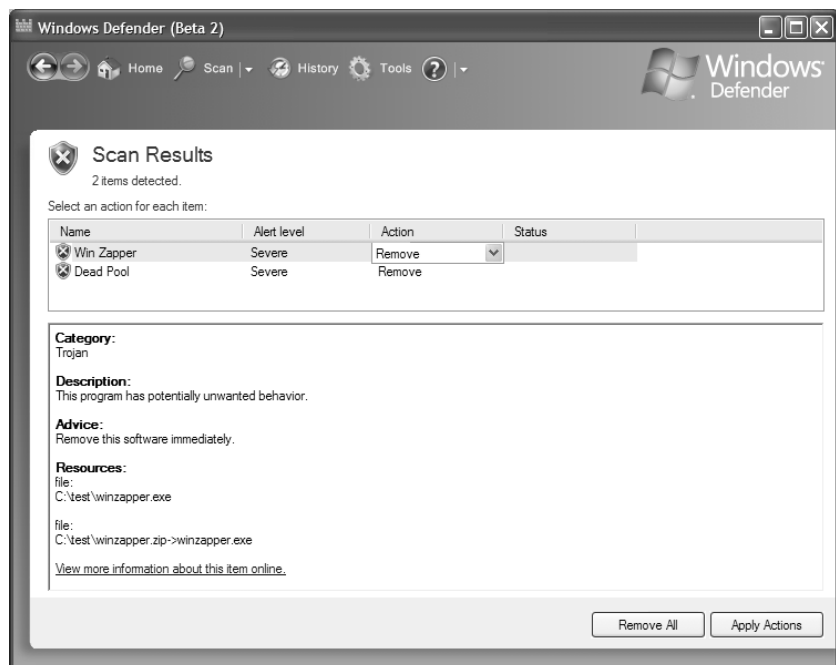 Windows Defender (Beta 2)
Home Scan History Tools ?
Windows
Defender
Scan Results
2 items detected.
Select an action for each item:
Name Alert level Action Status
Win Zapper Severe Remove
Dead Pool Severe Remove
Category:
Trojan
Description:
This program has potentially unwanted behavior.
Advice:
Remove this software immediately.
Resources:
file:
C:\test\winzapper.exe
file:
C:\test\winzapper.zip->winzapper.exe
View more information about this item online.
Remove All Apply Actions